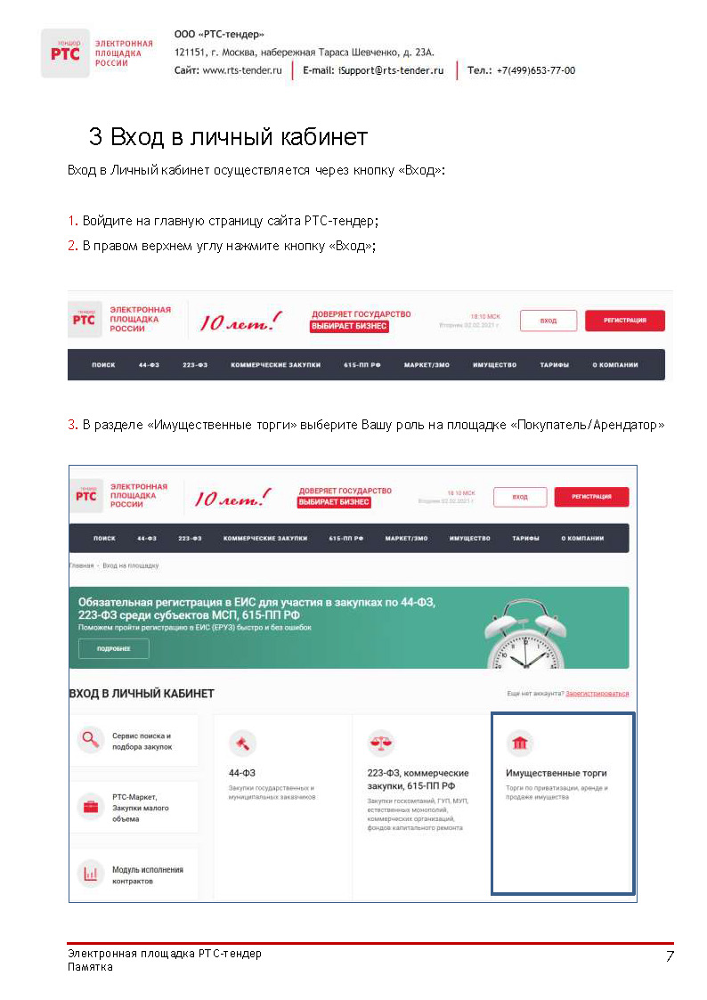 тендер
РТС
ЭЛЕКТРОННАЯ
ПЛОЩАДКА
РОССИИ
ООО «РТС-тендер»
121151, г. Москва, набережная Тараса Шевченко, д. 23А.
Сайт: www.rts-tender.ru | E-mail: iSupport@rts-tender.ru | Тел.: +7(499)653-77-00
3 Вход в личный кабинет
Вход в Личный кабинет осуществляется через кнопку «Вход»:
1. Войдите на главную страницу сайта РТС-тендер;
2. В правом верхнем углу нажмите кнопку «Вход»;
тендер
РТС
ЭЛЕКТРОННАЯ
ПЛОЩАДКА
РОССИИ
10 лет!
ДОВЕРЯЕТ ГОСУДАРСТВО
ВЫБИРАЕТ БИЗНЕС
18:10 МСК
Вторник 02.02.2021 г.
ВХОД
РЕГИСТРАЦИЯ
ПОИСК 44-ФЗ 223-ФЗ КОММЕРЧЕСКИЕ ЗАКУПКИ 615-ПП РФ МАРКЕТ/ЗМО ИМУЩЕСТВО ТАРИФЫ О КОМПАНИИ
3. В разделе «Имущественные торги» выберите Вашу роль на площадке «Покупатель/Арендатор»
тендер
РТС
ЭЛЕКТРОННАЯ
ПЛОЩАДКА
РОССИИ
10 лет!
ДОВЕРЯЕТ ГОСУДАРСТВО
ВЫБИРАЕТ БИЗНЕС
18:10 МСК
Вторник 02.02.2021 г.
ВХОД
РЕГИСТРАЦИЯ
ПОИСК 44-ФЗ 223-ФЗ КОММЕРЧЕСКИЕ ЗАКУПКИ 615-ПП РФ МАРКЕТ/ЗМО ИМУЩЕСТВО ТАРИФЫ О КОМПАНИИ
Главная - Вход на площадку
Обязательная регистрация в ЕИС для участия в закупках по 44-ФЗ,
223-ФЗ среди субъектов МСП, 615-ПП РФ
Поможем пройти регистрацию в ЕИС (ЕРУЗ) быстро и без ошибок
ПОДРОБНЕЕ
ВХОД В ЛИЧНЫЙ КАБИНЕТ
Еще нет аккаунта? Зарегистрироваться
Сервис поиска и
подбора закупок
РТС-Маркет,
Закупки малого
объема
Модуль исполнения
контрактов
44-ФЗ
Закупки государственных и
муниципальных заказчиков
223-ФЗ, коммерческие
закупки, 615-ПП РФ
Закупки госкомпаний, ГУП, МУП,
естественных монополий,
коммерческих организаций,
фондов капитального ремонта
Имущественные торги
Торги по приватизации, аренде и
продаже имущества
Электронная площадка РТС-тендер
Памятка
7